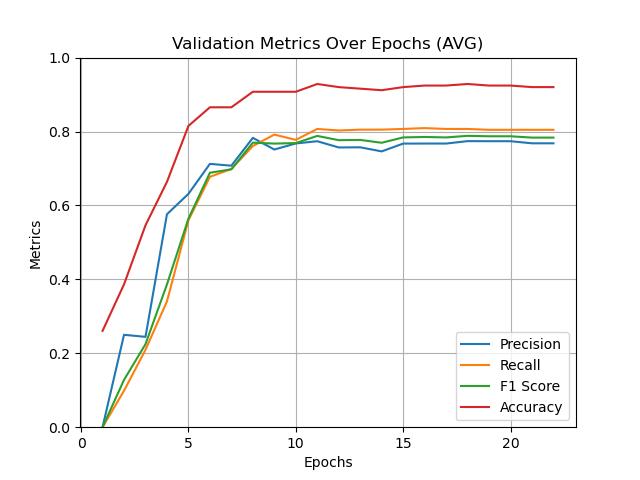 Validation Metrics Over Epochs (AVG)
1.0
0.8
0.6
0.4
0.2
0.0
Metrics
0
5
10
15
20
Epochs
Precision
Recall
F1 Score
Accuracy